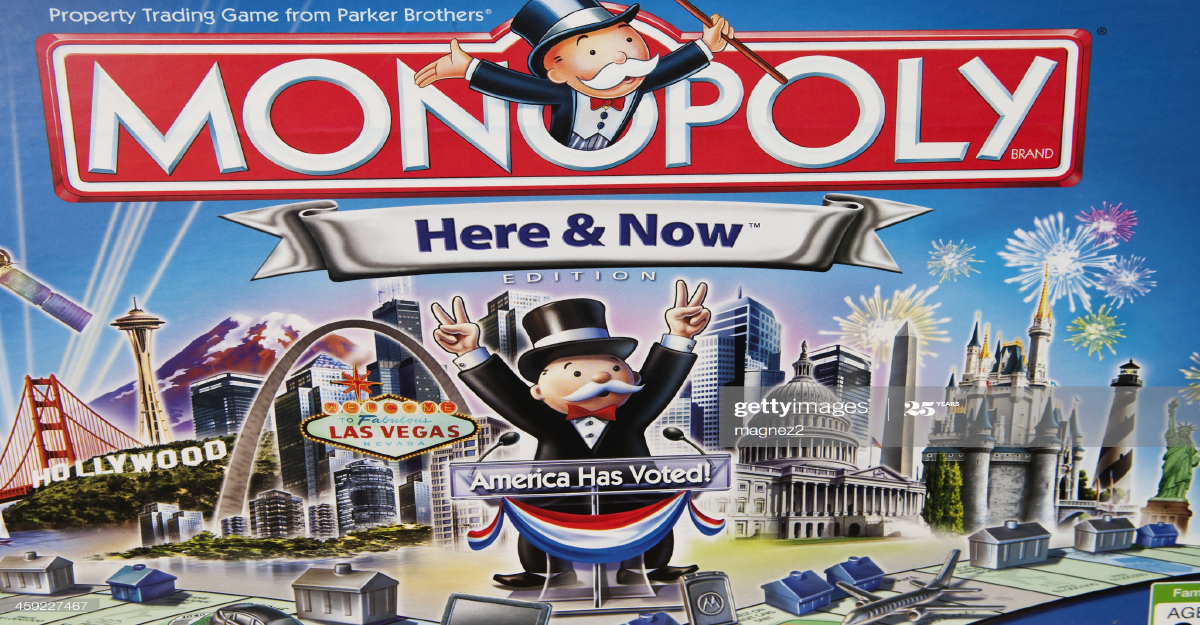 Property Trading Game from Parker Brothers®
MONOPOLY
®
BRAND
Here & Now™
EDITION
WELCOME
TO Fabulous
LAS VEGAS
NEVADA
HOLLYWOOD
America Has Voted!
gettyimages | 25 YEARS
magnez2
459227467
Fam
AGE